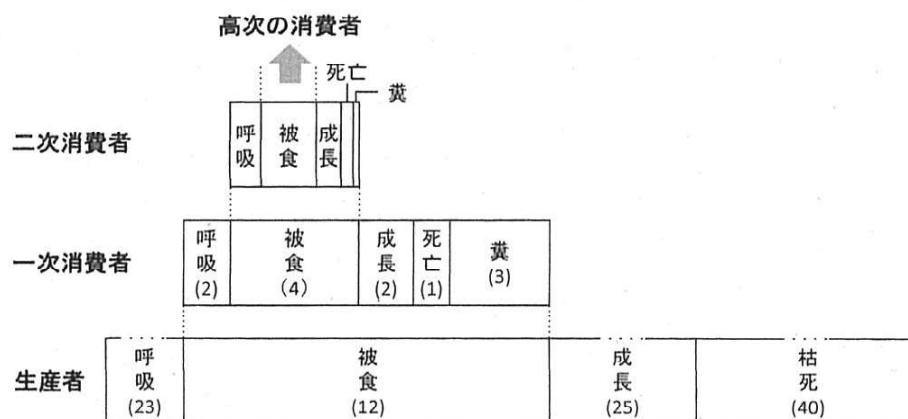 高次の消費者
死亡
糞
二次消費者
呼吸
被食
成長
一次消費者
呼吸
(2)
被食
(4)
成長
(2)
死亡
(1)
糞
(3)
生産者
呼吸
(23)
被食
(12)
成長
(25)
枯死
(40)